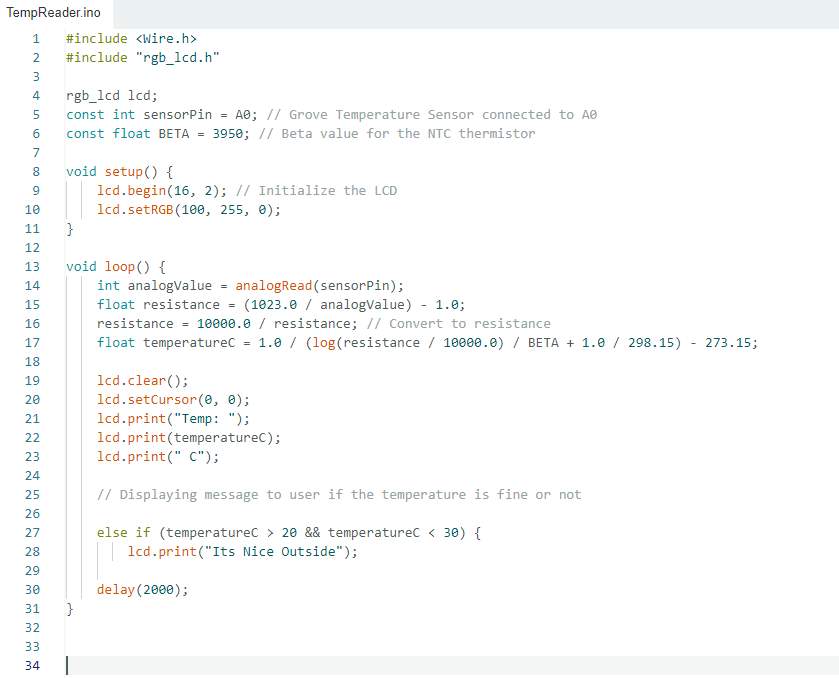 TempReader.ino
1 #include <Wire.h>
2 #include "rgb_lcd.h"
3
4 rgb_lcd lcd;
5 const int sensorPin = A0; // Grove Temperature Sensor connected to A0
6 const float BETA = 3950; // Beta value for the NTC thermistor
7
8 void setup() {
9     lcd.begin(16, 2); // Initialize the LCD
10     lcd.setRGB(100, 255, 0);
11 }
12
13 void loop() {
14     int analogValue = analogRead(sensorPin);
15     float resistance = (1023.0 / analogValue) - 1.0;
16     resistance = 10000.0 / resistance; // Convert to resistance
17     float temperatureC = 1.0 / (log(resistance / 10000.0) / BETA + 1.0 / 298.15) - 273.15;
18
19     lcd.clear();
20     lcd.setCursor(0, 0);
21     lcd.print("Temp: ");
22     lcd.print(temperatureC);
23     lcd.print(" C");
24
25     // Displaying message to user if the temperature is fine or not
26
27     else if (temperatureC > 20 && temperatureC < 30) {
28         lcd.print("Its Nice Outside");
29
30     delay(2000);
31 }
32
33
34